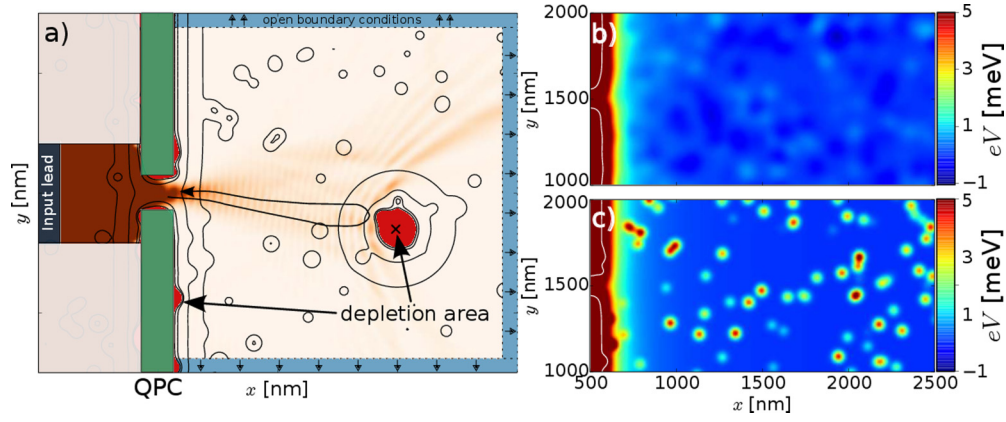 a)
open boundary conditions
Input lead
y [nm]
depletion area
QPC
x [nm]
b)
2000
1500
1000
y [nm]
5
3
1
−1
eV [meV]
c)
2000
1500
1000
y [nm]
500
1000
1500
2000
2500
x [nm]
5
3
1
−1
eV [meV]